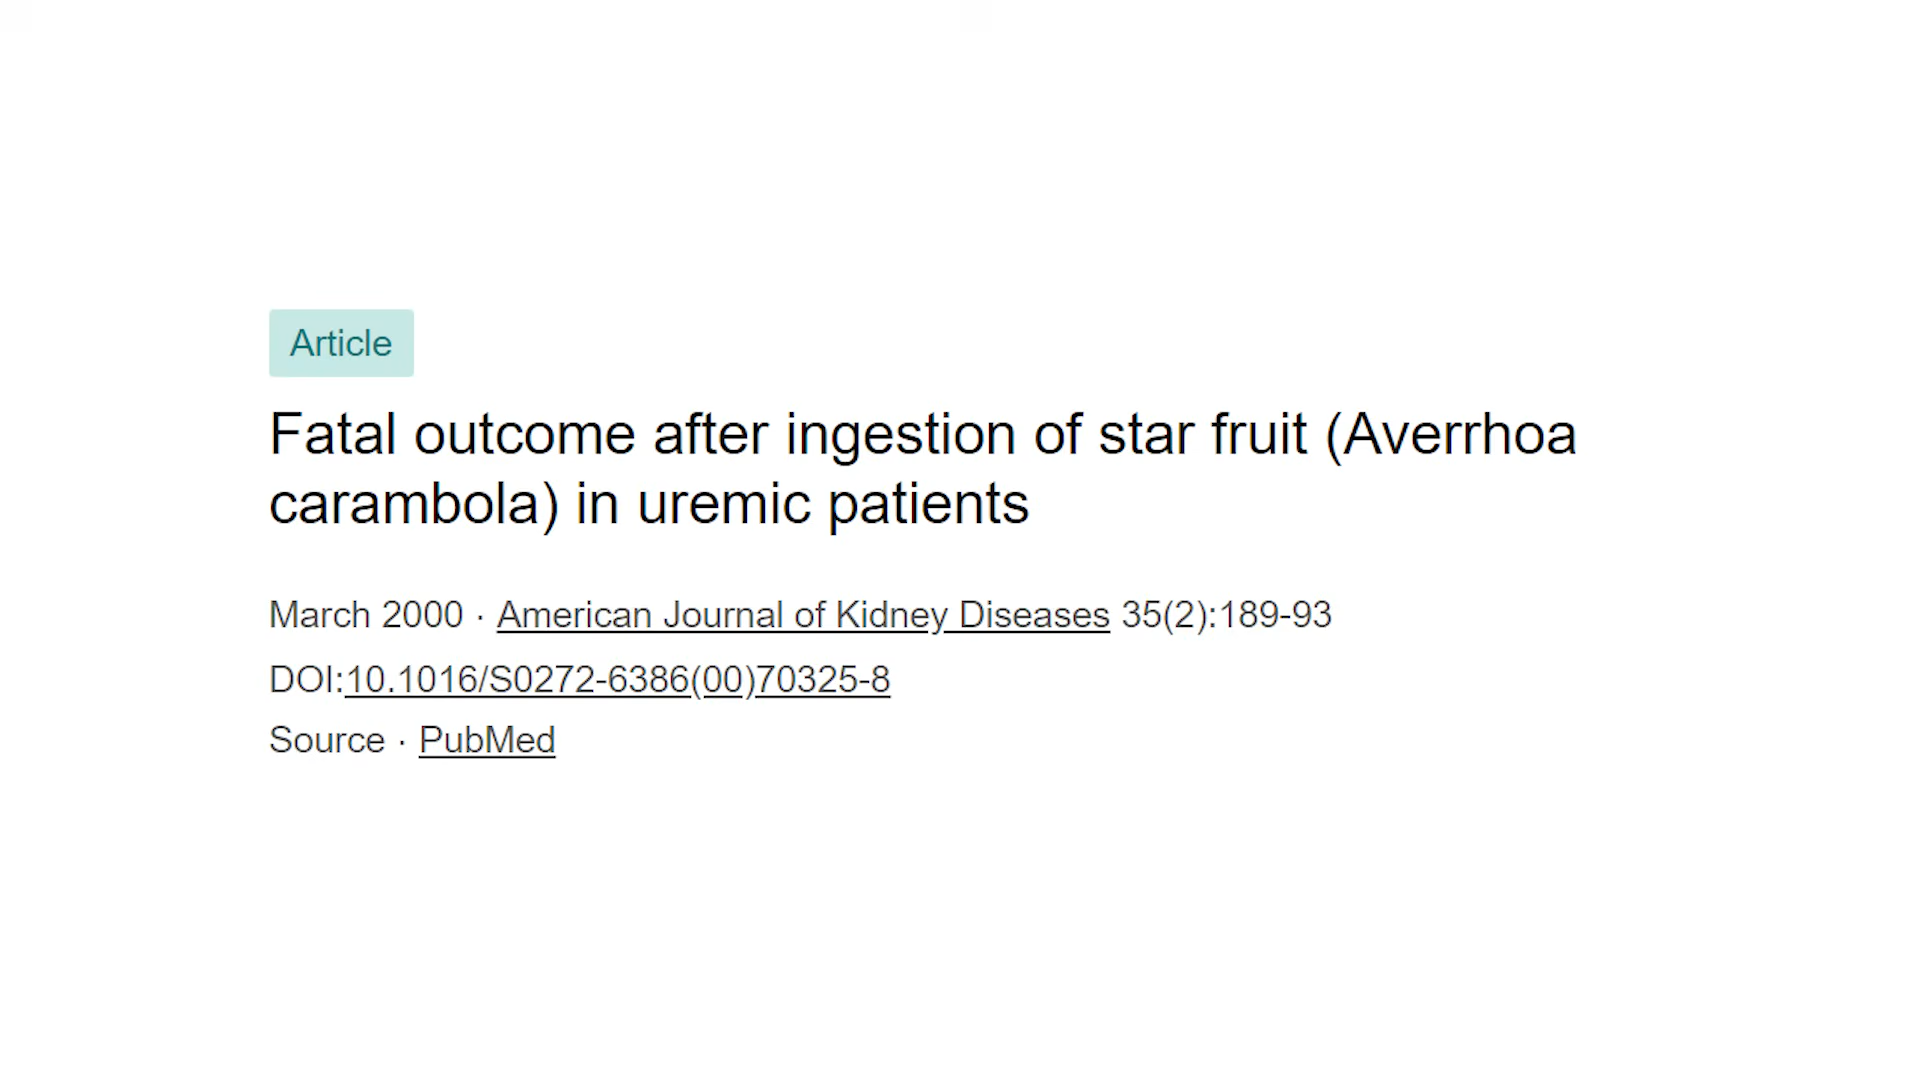 Article
Fatal outcome after ingestion of star fruit (Averrhoa
carambola) in uremic patients
March 2000 · American Journal of Kidney Diseases 35(2):189-93
DOI:10.1016/S0272-6386(00)70325-8
Source · PubMed